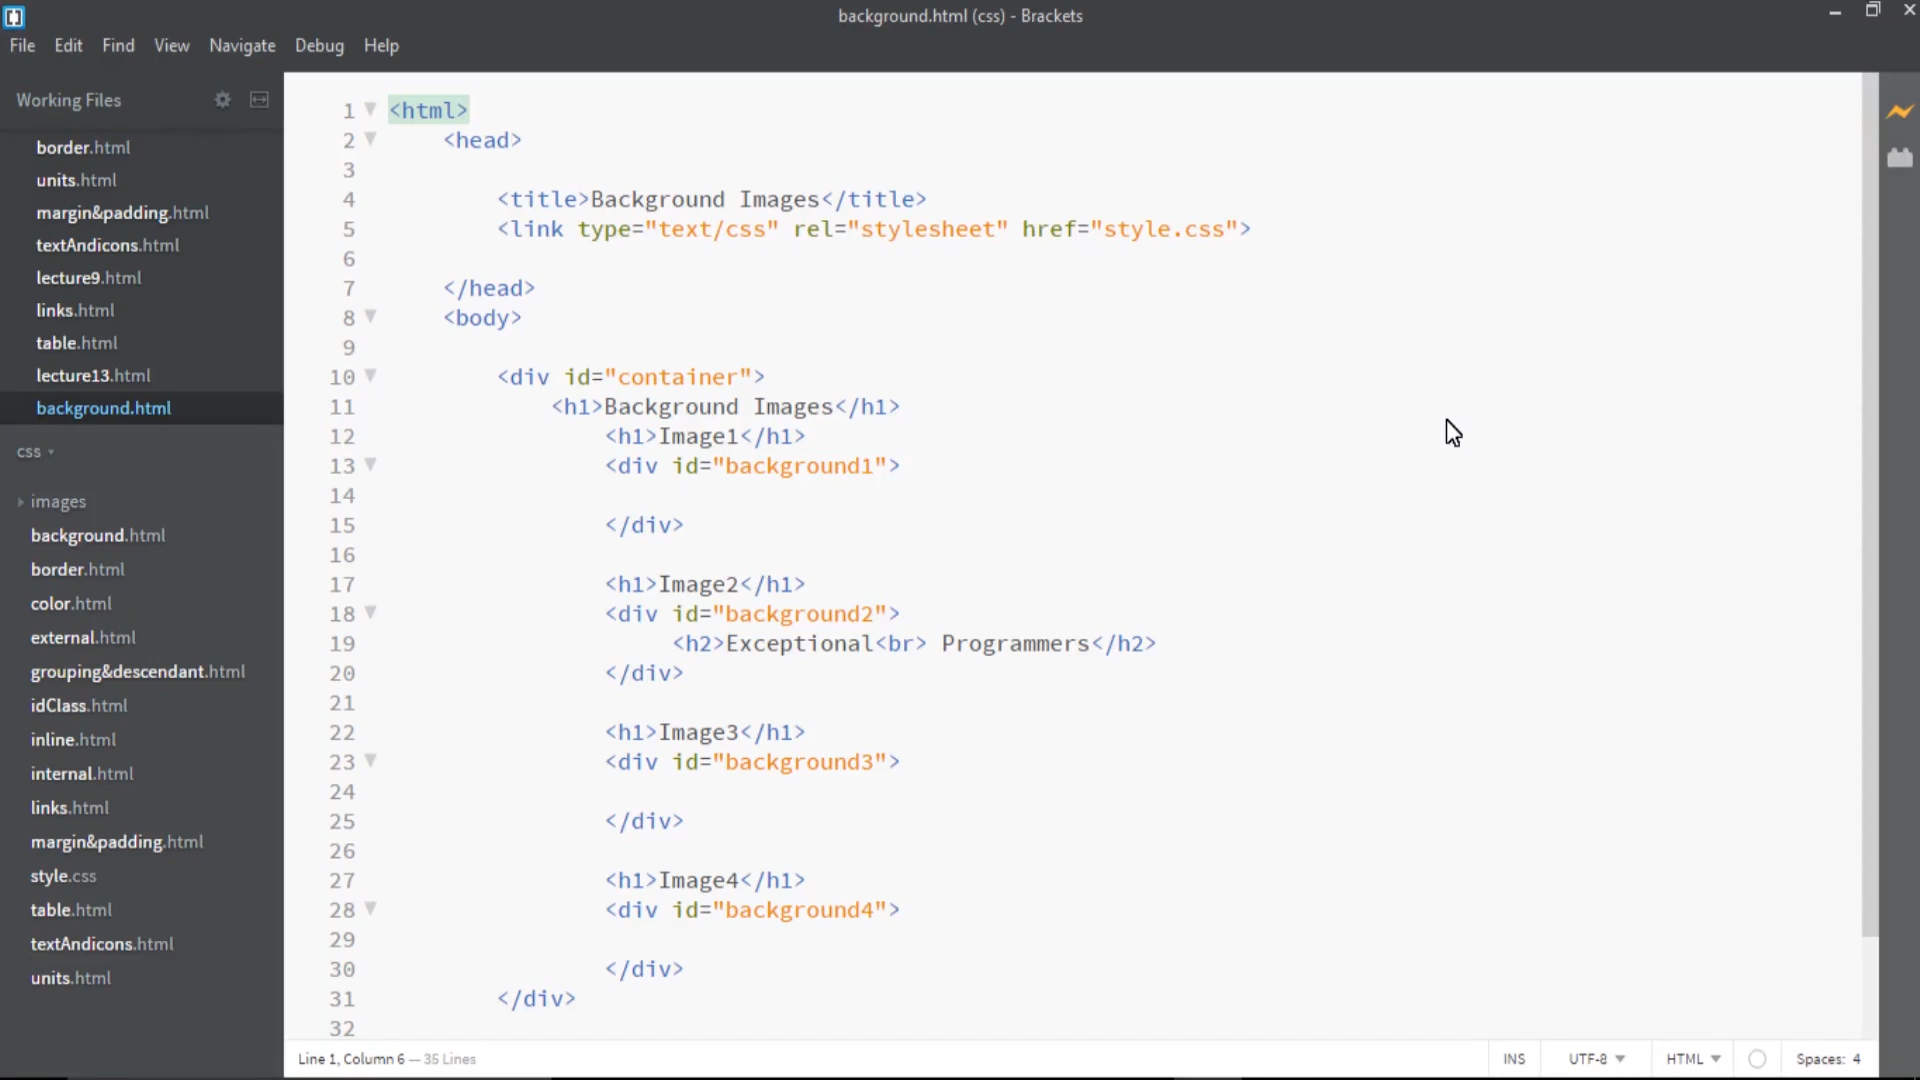 background.html (css) - Brackets
File Edit Find View Navigate Debug Help
Working Files
border.html
units.html
margin&padding.html
textAndicons.html
lecture9.html
links.html
table.html
lecture13.html
background.html
css
images
background.html
border.html
color.html
external.html
grouping&descendant.html
idClass.html
inline.html
internal.html
links.html
margin&padding.html
style.css
table.html
textAndicons.html
units.html
1 <html>
2 <head>
3
4 <title>Background Images</title>
5 <link type="text/css" rel="stylesheet" href="style.css">
6
7 </head>
8 <body>
9
10 <div id="container">
11 <h1>Background Images</h1>
12 <h1>Image1</h1>
13 <div id="background1">
14
15 </div>
16
17 <h1>Image2</h1>
18 <div id="background2">
19 <h2>Exceptional<br> Programmers</h2>
20 </div>
21
22 <h1>Image3</h1>
23 <div id="background3">
24
25 </div>
26
27 <h1>Image4</h1>
28 <div id="background4">
29
30 </div>
31 </div>
32
Line 1, Column 6 — 35 Lines
INS UTF-8 HTML Spaces: 4